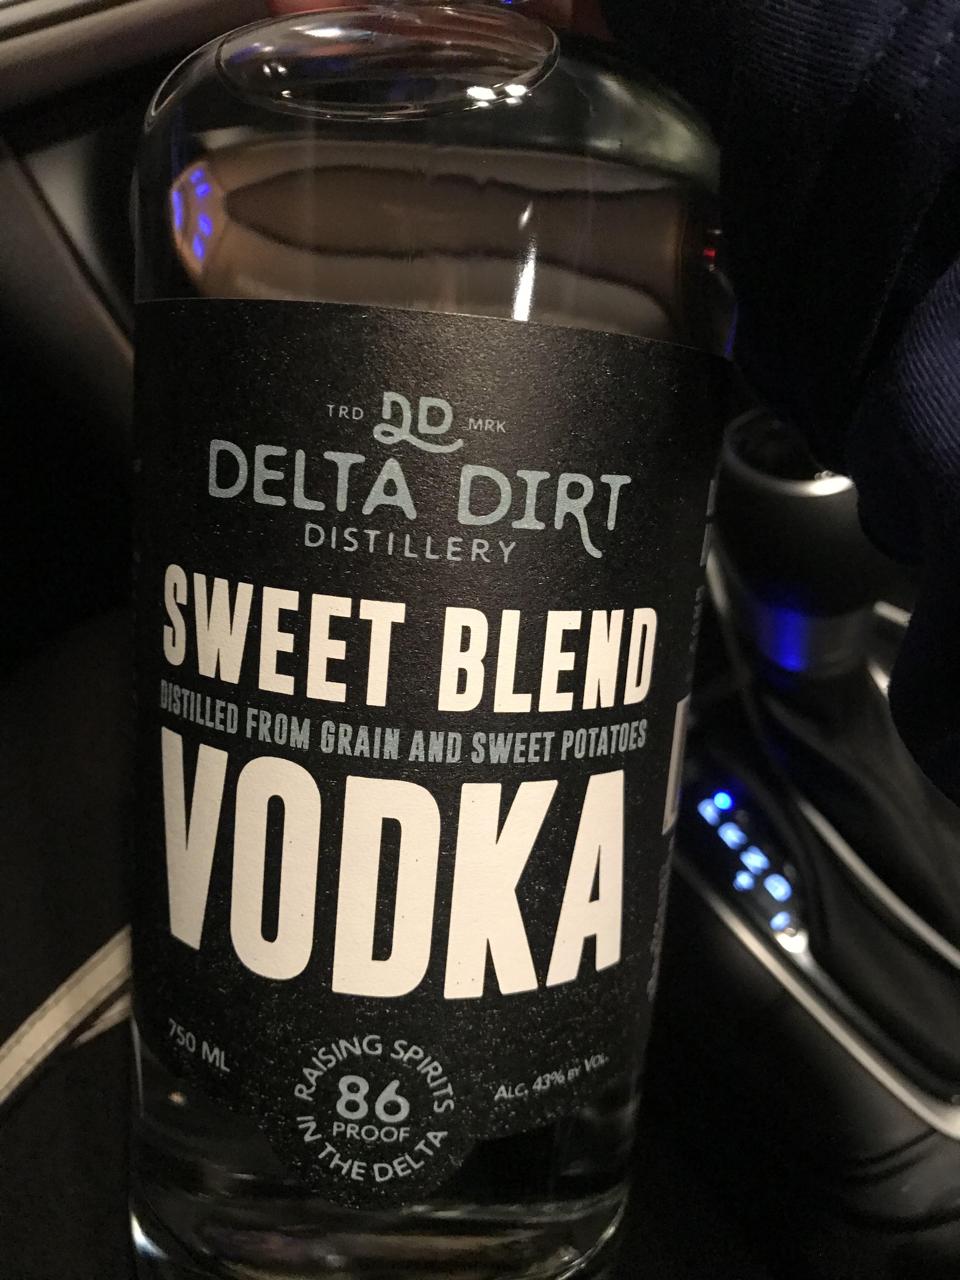 TRD DD MRK
DELTA DIRT
DISTILLERY
SWEET BLEND
DISTILLED FROM GRAIN AND SWEET POTATOES
VODKA
750 ML
RAISING SPIRITS
86
PROOF
IN THE DELTA
ALC. 43% BY VOL.